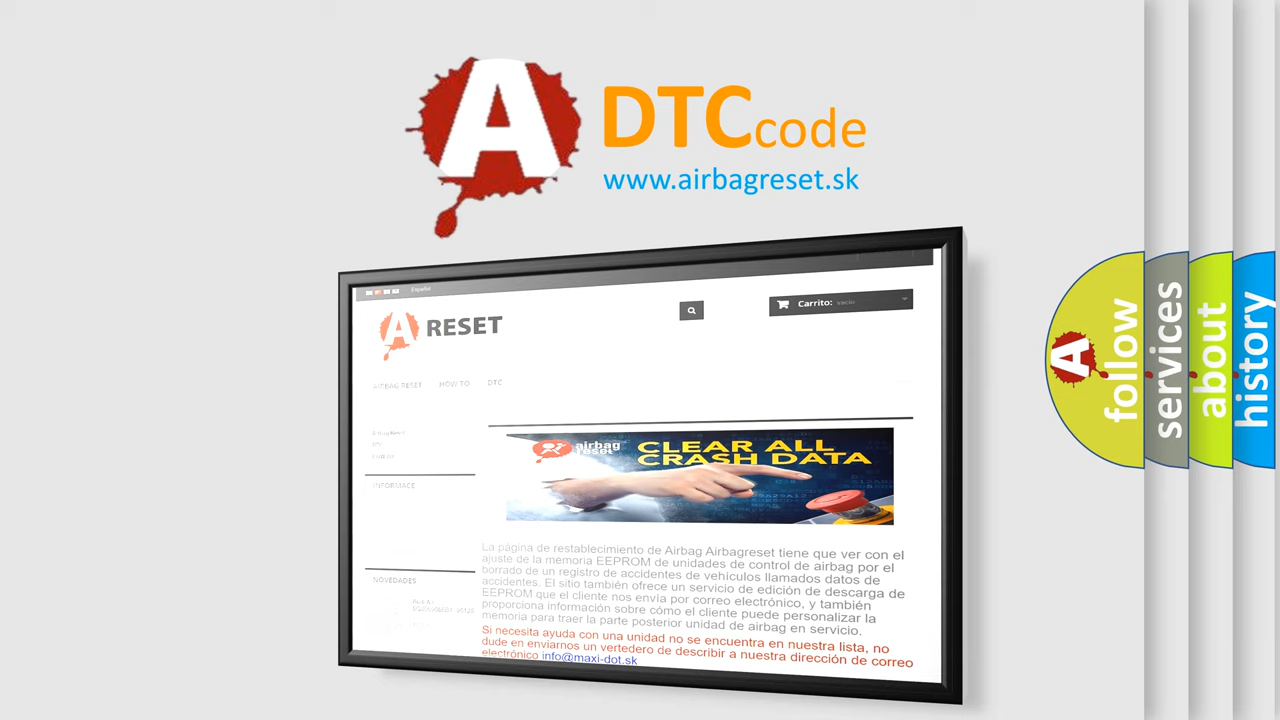 A DTCcode
www.airbagreset.sk
Español
A RESET
Carrito: vacío
AIRBAG RESET HOW TO DTC
INFORMACE
NOVEDADES
airbag
reset
CLEAR ALL
CRASH DATA
La página de restablecimiento de Airbag Airbagreset tiene que ver con el
ajuste de la memoria EEPROM de unidades de control de airbag por el
borrado de un registro de accidentes de vehículos llamados datos de
accidentes. El sitio también ofrece un servicio de edición de descarga de
EEPROM que el cliente nos envía por correo electrónico, y también
proporciona información sobre cómo el cliente puede personalizar la
memoria para traer la parte posterior unidad de airbag en servicio.
Si necesita ayuda con una unidad no se encuentra en nuestra lista, no
dude en enviarnos un vertedero de describir a nuestra dirección de correo
electrónico info@maxi-dot.sk
A
follow
services
about
history